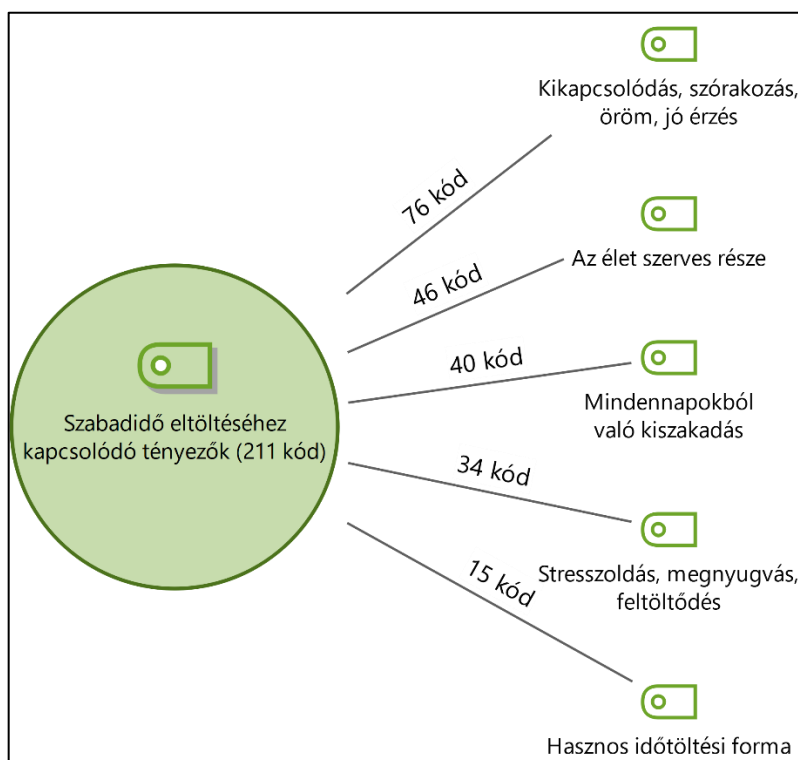 Kikapcsolódás, szórakozás,
öröm, jó érzés
76 kód
Az élet szerves része
46 kód
40 kód
Mindennapokból
való kiszakadás
Szabadidő eltöltéséhez
kapcsolódó tényezők (211 kód)
34 kód
Stresszoldás, megnyugvás,
feltöltődés
15 kód
Hasznos időtöltési forma